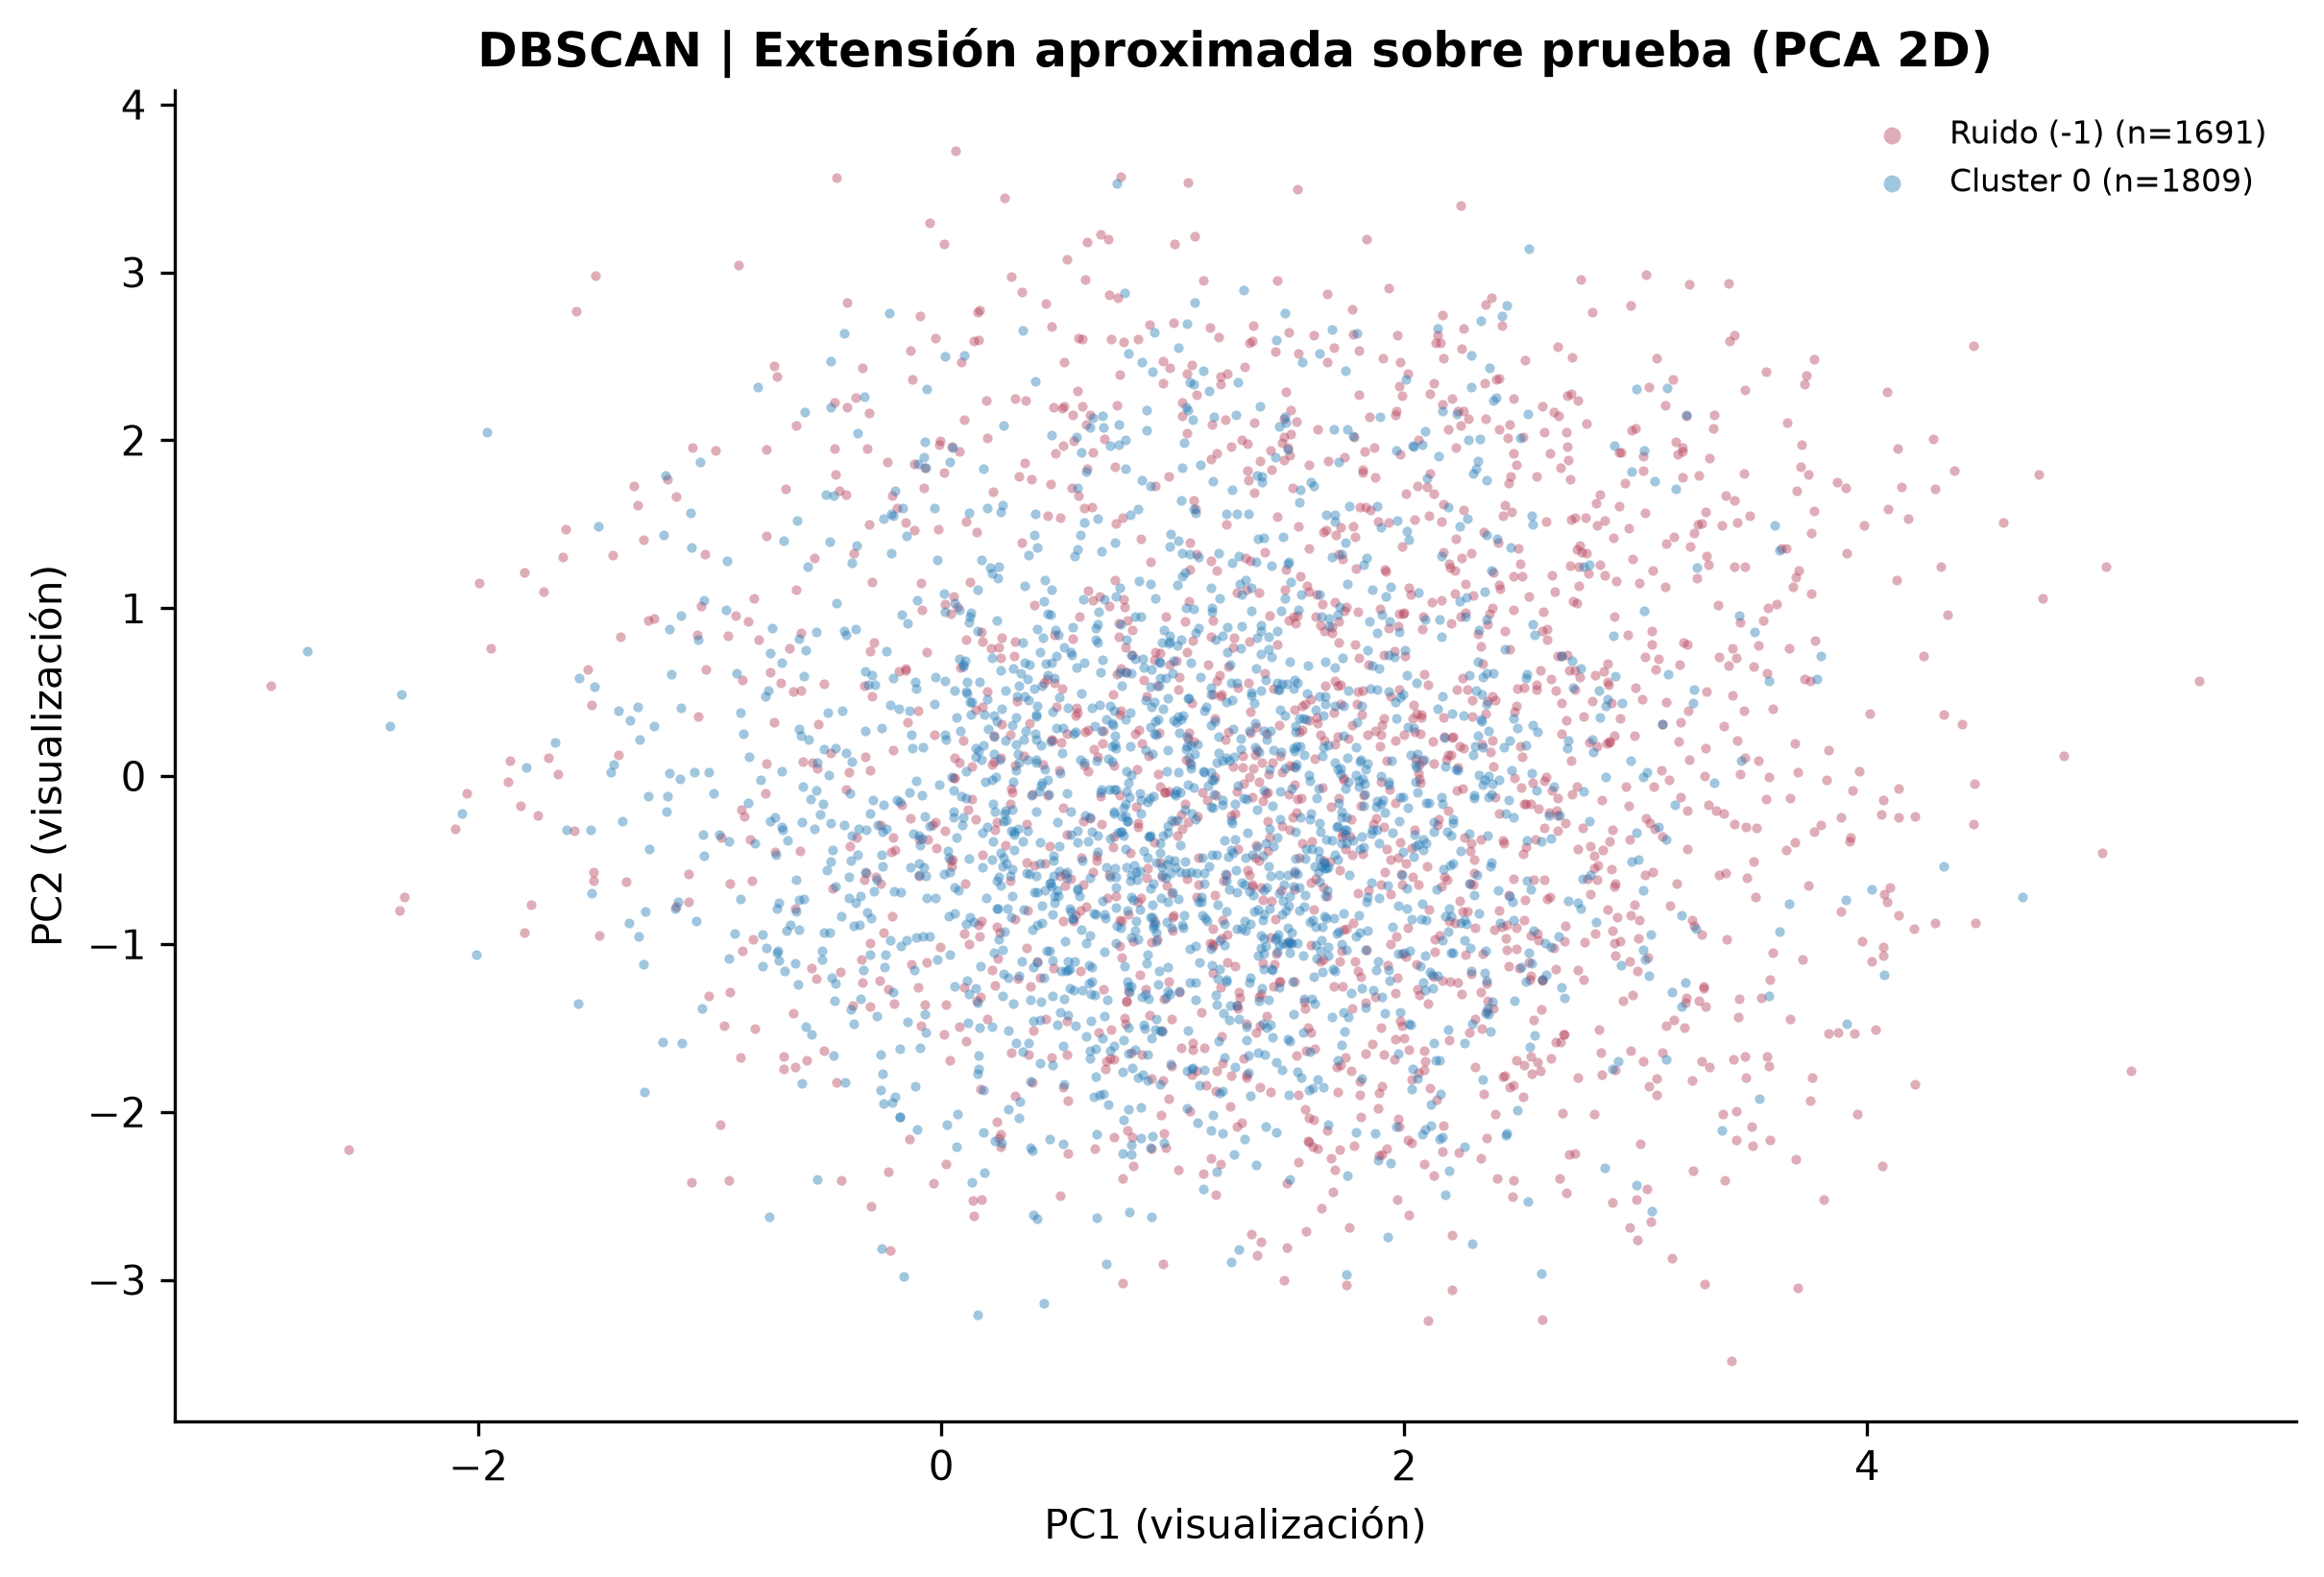 DBSCAN | Extensión aproximada sobre prueba (PCA 2D)
Ruido (-1) (n=1691)
Cluster 0 (n=1809)
4
3
2
1
0
−1
−2
−3
PC2 (visualización)
−2
0
2
4
PC1 (visualización)